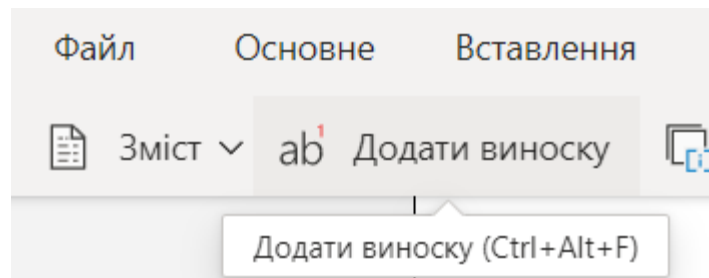 Файл Основне Вставлення
Зміст ab1 Додати виноску
Додати виноску (Ctrl+Alt+F)